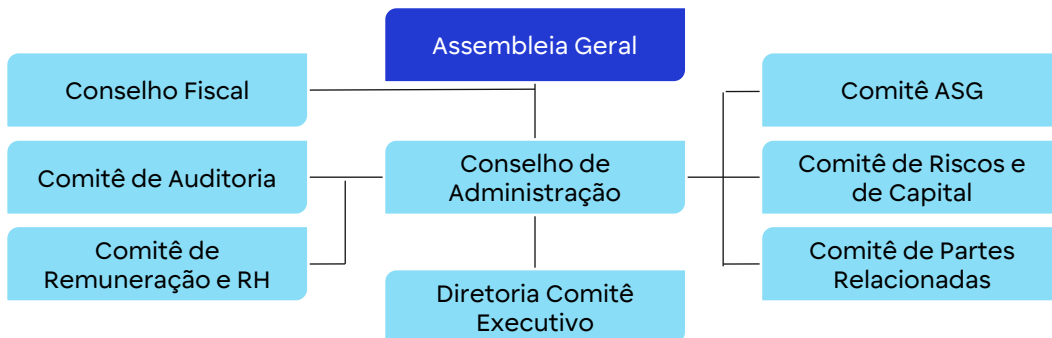 Assembleia Geral
Conselho Fiscal
Comitê ASG
Comitê de Auditoria
Conselho de
Administração
Comitê de Riscos e
de Capital
Comitê de
Remuneração e RH
Diretoria Comitê
Executivo
Comitê de Partes
Relacionadas